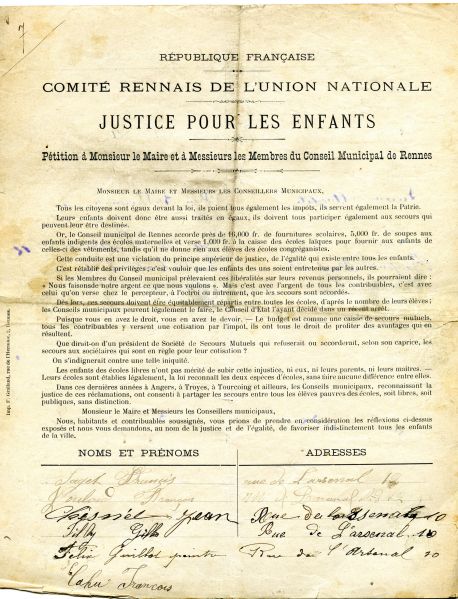 7
RÉPUBLIQUE FRANÇAISE
COMITÉ RENNAIS DE L'UNION NATIONALE
JUSTICE POUR LES ENFANTS
Pétition à Monsieur le Maire et à Messieurs les Membres du Conseil Municipal de Rennes
MONSIEUR LE MAIRE ET MESSIEURS LES CONSEILLERS MUNICIPAUX,
Tous les citoyens sont égaux devant la loi, ils paient tous également les impôts, ils servent également la Patrie.
Leurs enfants doivent donc être aussi traités en égaux, ils doivent tous participer également aux secours qui
peuvent leur être destinés.
Or, le Conseil municipal de Rennes accorde près de 16,000 fr. de fournitures scolaires, 5,000 fr. de soupes aux
enfants indigents des écoles maternelles et verse 1,000 fr. à la caisse des écoles laïques pour fournir aux enfants de
celles-ci des vêtements, tandis qu'il ne donne rien aux élèves des écoles congréganistes.
Cette conduite est une violation du principe supérieur de justice, de l'égalité qui existe entre tous les enfants.
C'est rétablir des privilèges; c'est vouloir que les enfants des uns soient entretenus par les autres.
Si les Membres du Conseil municipal prélevaient ces libéralités sur leurs revenus personnels, ils pourraient dire :
« Nous faisons de notre argent ce que nous voulons ». Mais c'est avec l'argent de tous les contribuables, c'est avec
celui qu'on verse chez le percepteur, à l'octroi ou autrement, que les secours sont accordés.
Dès lors, ces secours doivent être équitablement répartis entre toutes les écoles, d'après le nombre de leurs élèves;
les Conseils municipaux peuvent légalement le faire, le Conseil d'Etat l'ayant décidé dans un récent arrêt.
Puisque tous en avez le droit, vous en avez le devoir. — Le budget est comme une caisse de secours mutuels,
tous les contribuables y versent une cotisation par l'impôt, ils ont tous le droit de profiter des avantages qui en
résultent.
Que dirait-on d'un président de Société de Secours Mutuels qui refuserait ou accorderait, selon son caprice, les
secours aux sociétaires qui sont en règle pour leur cotisation ?
On s'indignerait contre une telle iniquité.
Les enfants des écoles libres n'ont pas mérité de subir cette injustice, ni eux, ni leurs parents, ni leurs maîtres. —
Leurs écoles sont établies légalement, la loi reconnaît les deux espèces d'écoles, sans faire aucune différence entre elles.
Dans ces dernières années à Angers, à Troyes, à Tourcoing et ailleurs, les Conseils municipaux, reconnaissant la
justice de ces réclamations, ont consenti à partager les secours entre tous les élèves pauvres des écoles, soit libres, soit
publiques, sans distinction.
Monsieur le Maire et Messieurs les Conseillers municipaux,
Nous, habitants et contribuables soussignés, vous prions de prendre en considération les réflexions ci-dessus
exposées et nous vous demandons, au nom de la justice et de l'égalité, de favoriser indistinctement tous les enfants
de la ville.
NOMS ET PRÉNOMS
ADRESSES
François rue de l'arsenal 10
François
Jean Rue de l'arsenal 10
Rue de L'arsenal 10
Felix Guillot Rue de l'Arsenal 10
Cahu François